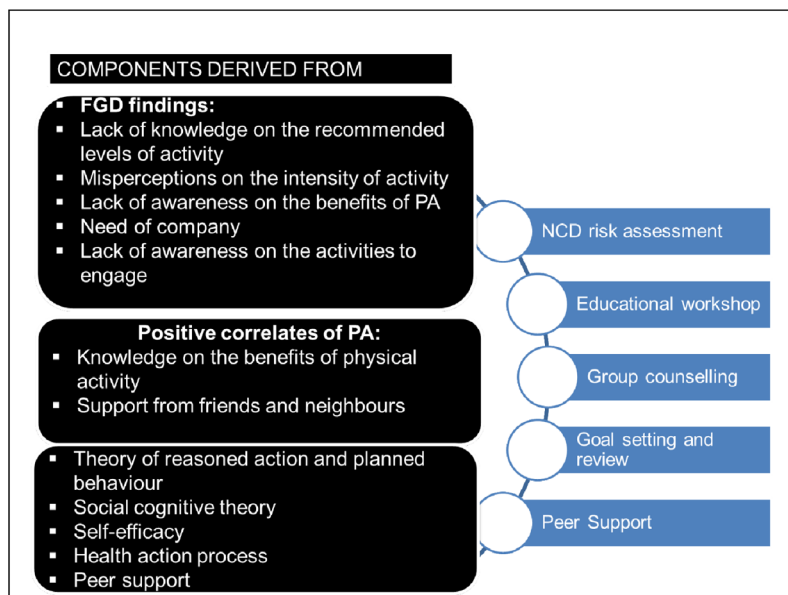 COMPONENTS DERIVED FROM
▪ FGD findings:
▪ Lack of knowledge on the recommended
levels of activity
▪ Misperceptions on the intensity of activity
▪ Lack of awareness on the benefits of PA
▪ Need of company
▪ Lack of awareness on the activities to
engage
Positive correlates of PA:
▪ Knowledge on the benefits of physical
activity
▪ Support from friends and neighbours
▪ Theory of reasoned action and planned
behaviour
▪ Social cognitive theory
▪ Self-efficacy
▪ Health action process
▪ Peer support
NCD risk assessment
Educational workshop
Group counselling
Goal setting and
review
Peer Support